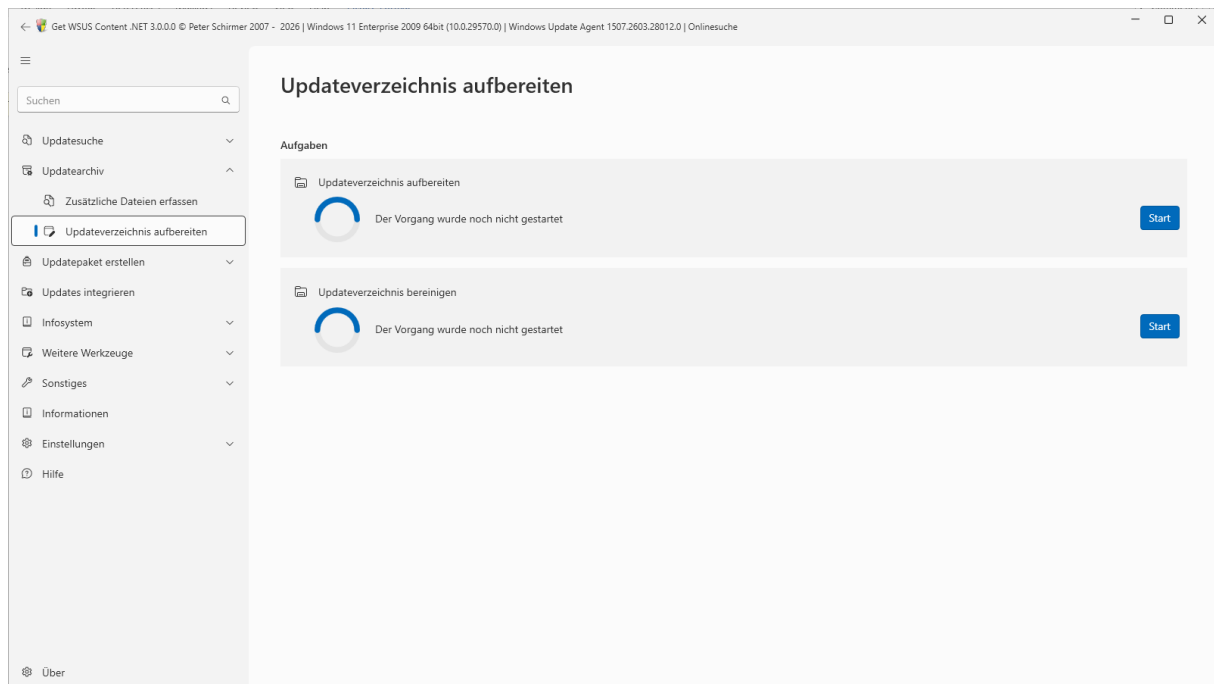 Get WSUS Content .NET 3.0.0.0 © Peter Schirmer 2007 - 2026 | Windows 11 Enterprise 2009 64bit (10.0.29570.0) | Windows Update Agent 1507.2603.28012.0 | Onlinesuche
Suchen
Updatesuche
Updatearchiv
Zusätzliche Dateien erfassen
Updateverzeichnis aufbereiten
Updatepaket erstellen
Updates integrieren
Infosystem
Weitere Werkzeuge
Sonstiges
Informationen
Einstellungen
Hilfe
Über
Updateverzeichnis aufbereiten
Aufgaben
Updateverzeichnis aufbereiten
Der Vorgang wurde noch nicht gestartet
Start
Updateverzeichnis bereinigen
Der Vorgang wurde noch nicht gestartet
Start